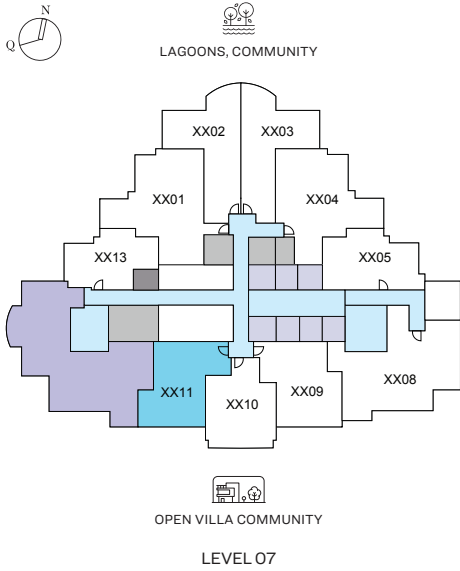 N
Q
LAGOONS, COMMUNITY
XX02 XX03
XX01 XX04
XX13 XX05
XX11 XX10 XX09 XX08
OPEN VILLA COMMUNITY
LEVEL 07